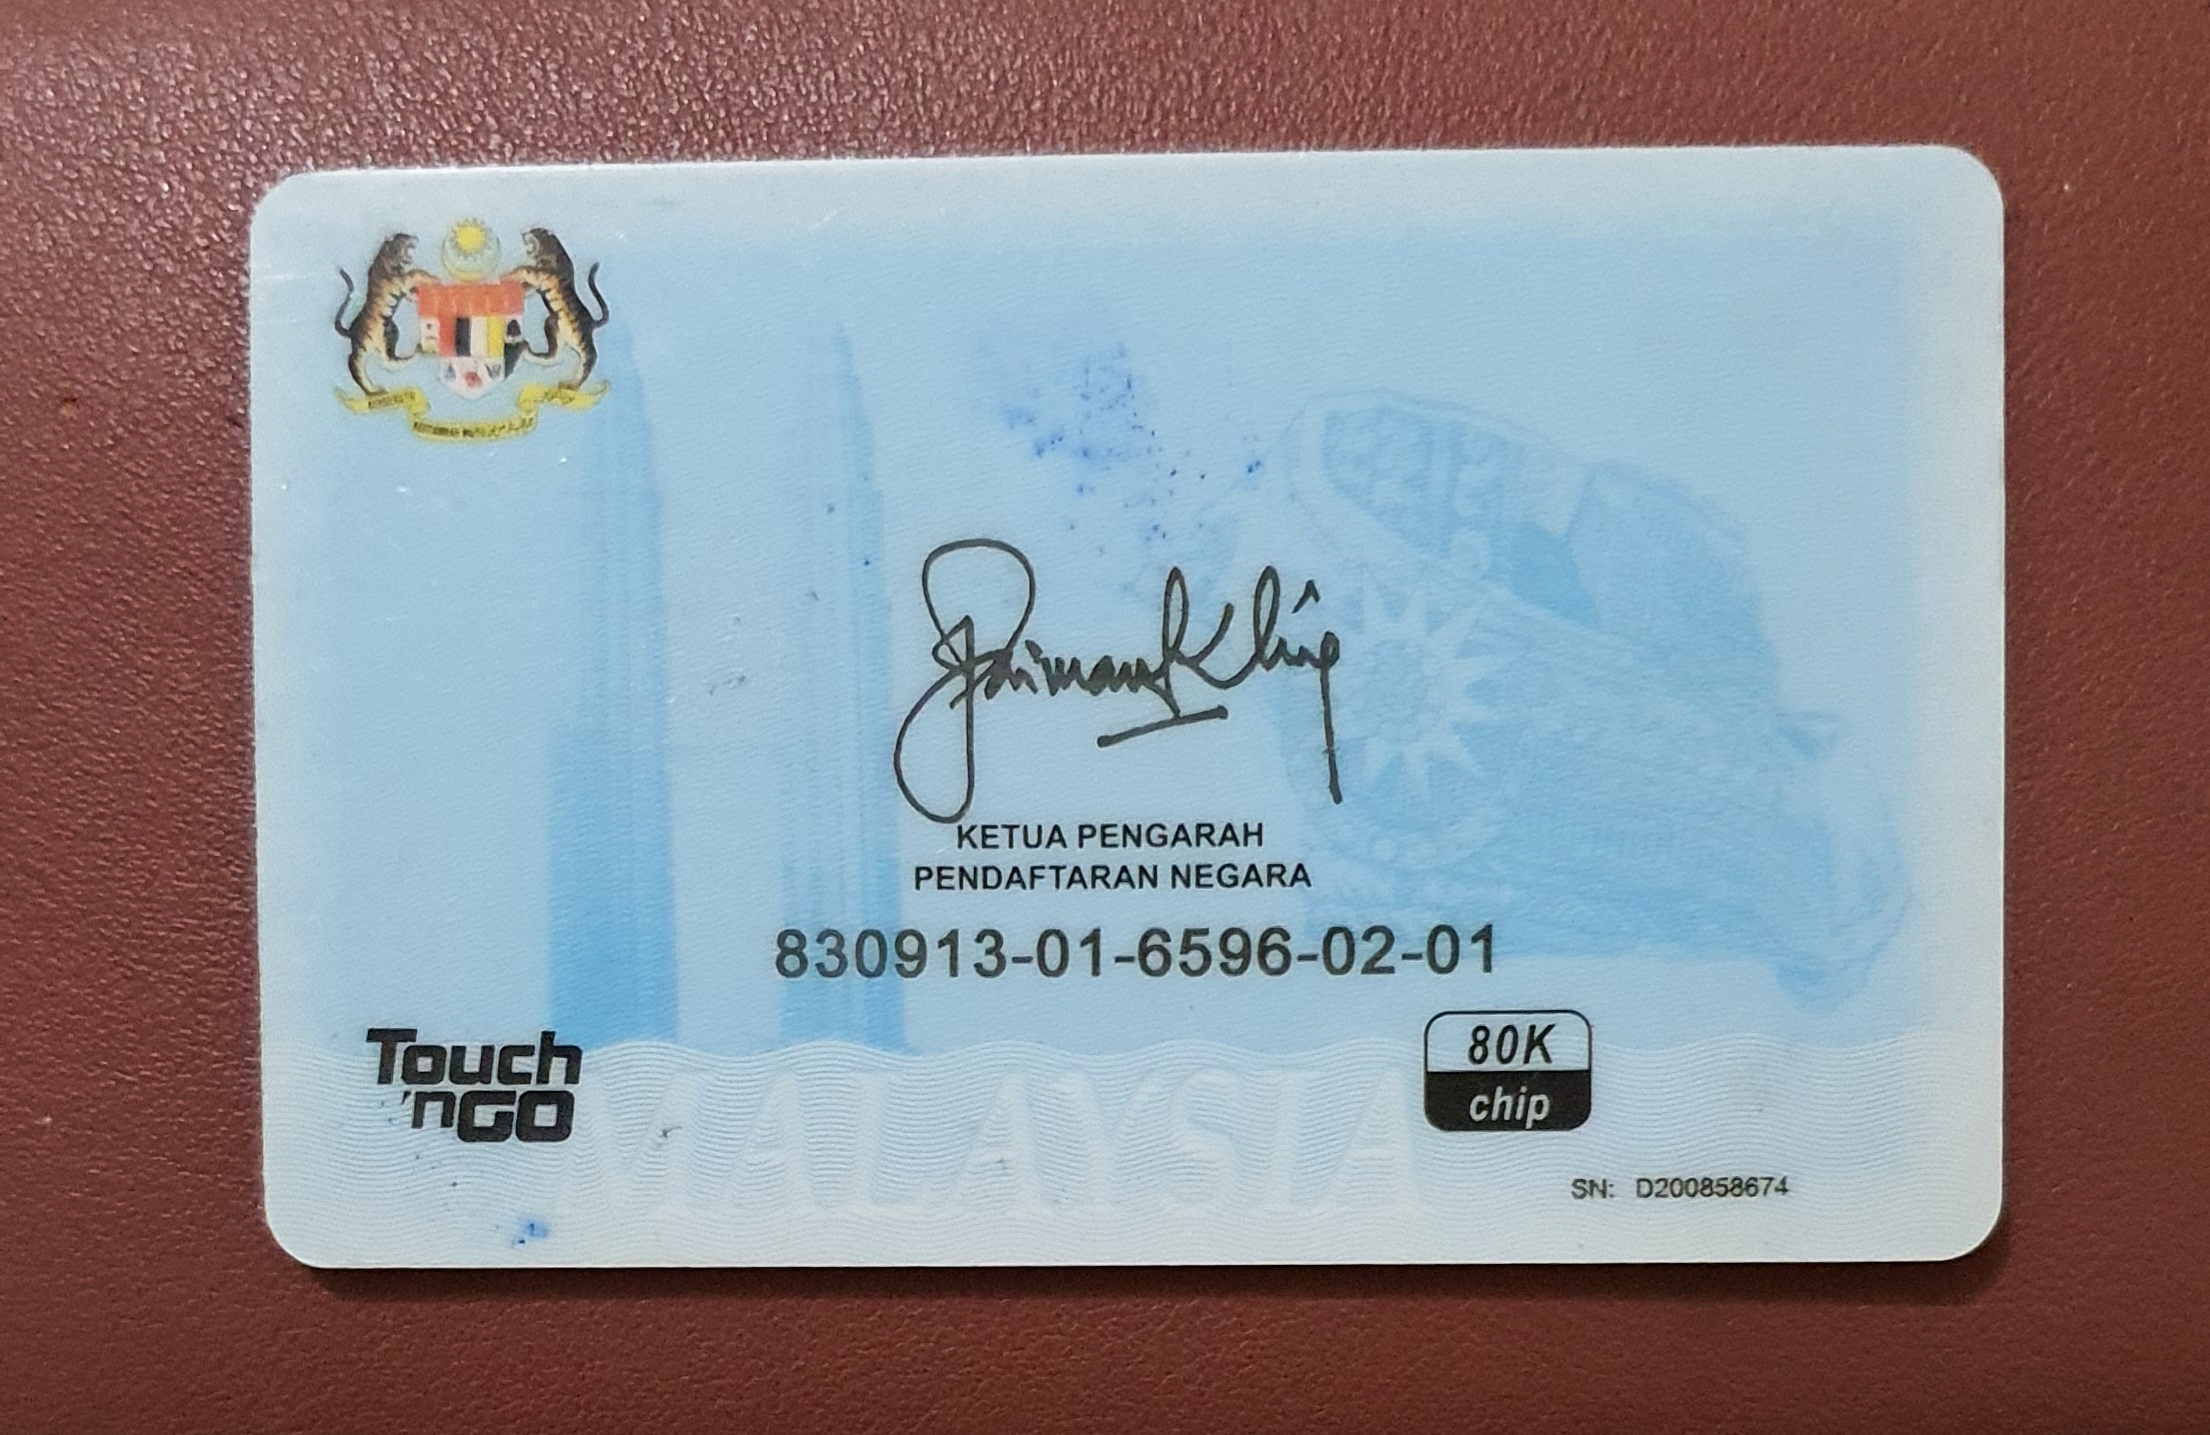 KETUA PENGARAH
PENDAFTARAN NEGARA
830913-01-6596-02-01
Touch
'nGO
80K
chip
MALAYSIA
SN: D200858674